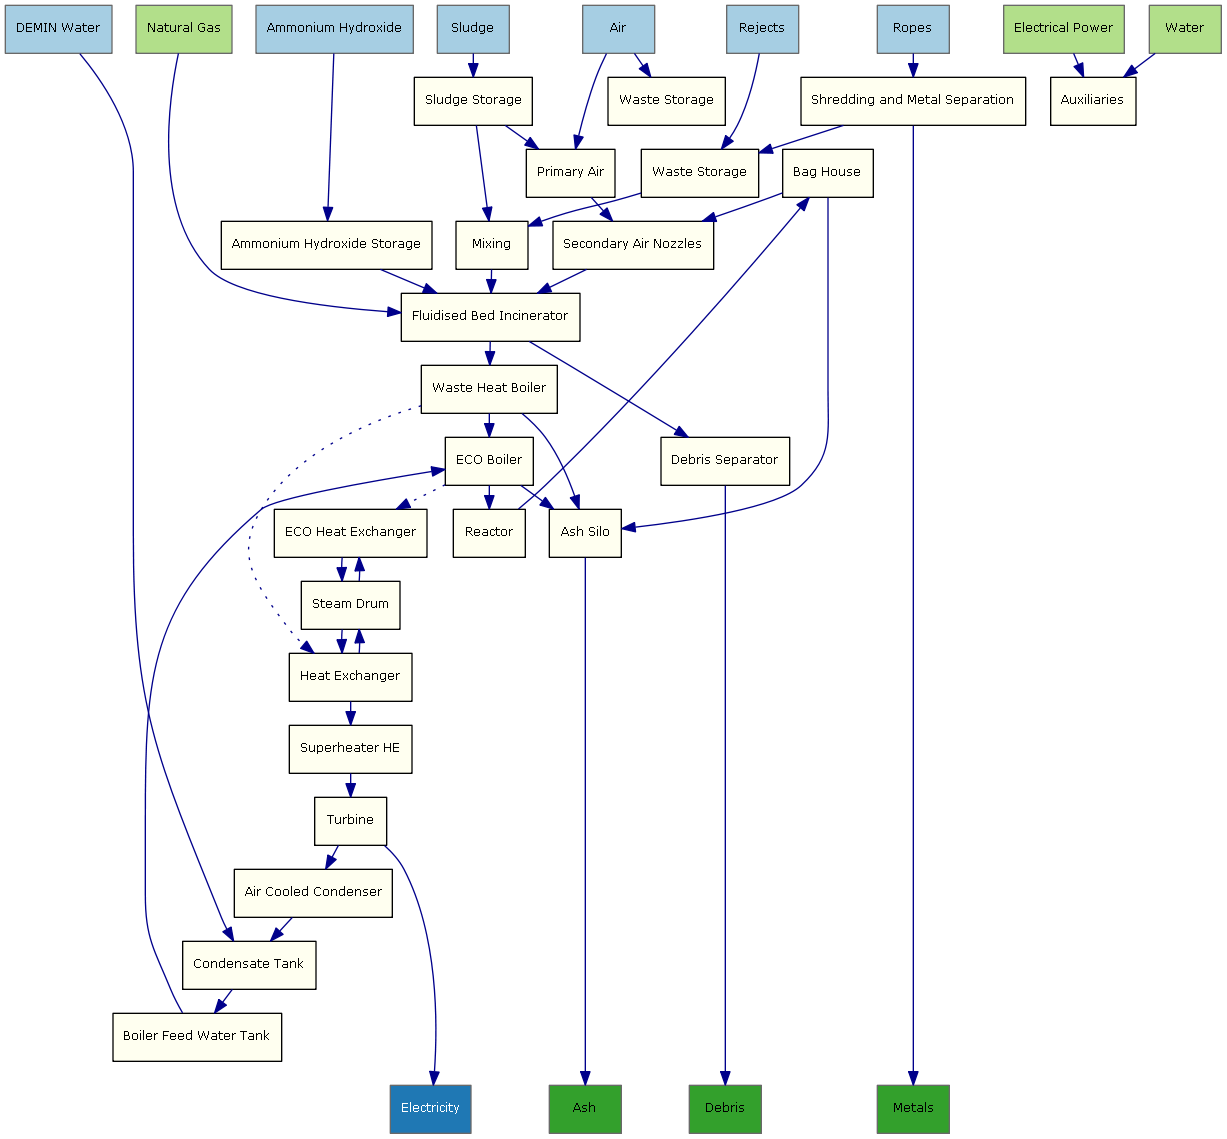 DEMIN Water
Natural Gas
Ammonium Hydroxide
Sludge
Air
Rejects
Ropes
Electrical Power
Water
Sludge Storage
Waste Storage
Shredding and Metal Separation
Auxiliaries
Primary Air
Waste Storage
Bag House
Ammonium Hydroxide Storage
Mixing
Secondary Air Nozzles
Fluidised Bed Incinerator
Waste Heat Boiler
ECO Boiler
Debris Separator
ECO Heat Exchanger
Reactor
Ash Silo
Steam Drum
Heat Exchanger
Superheater HE
Turbine
Air Cooled Condenser
Condensate Tank
Boiler Feed Water Tank
Electricity
Ash
Debris
Metals